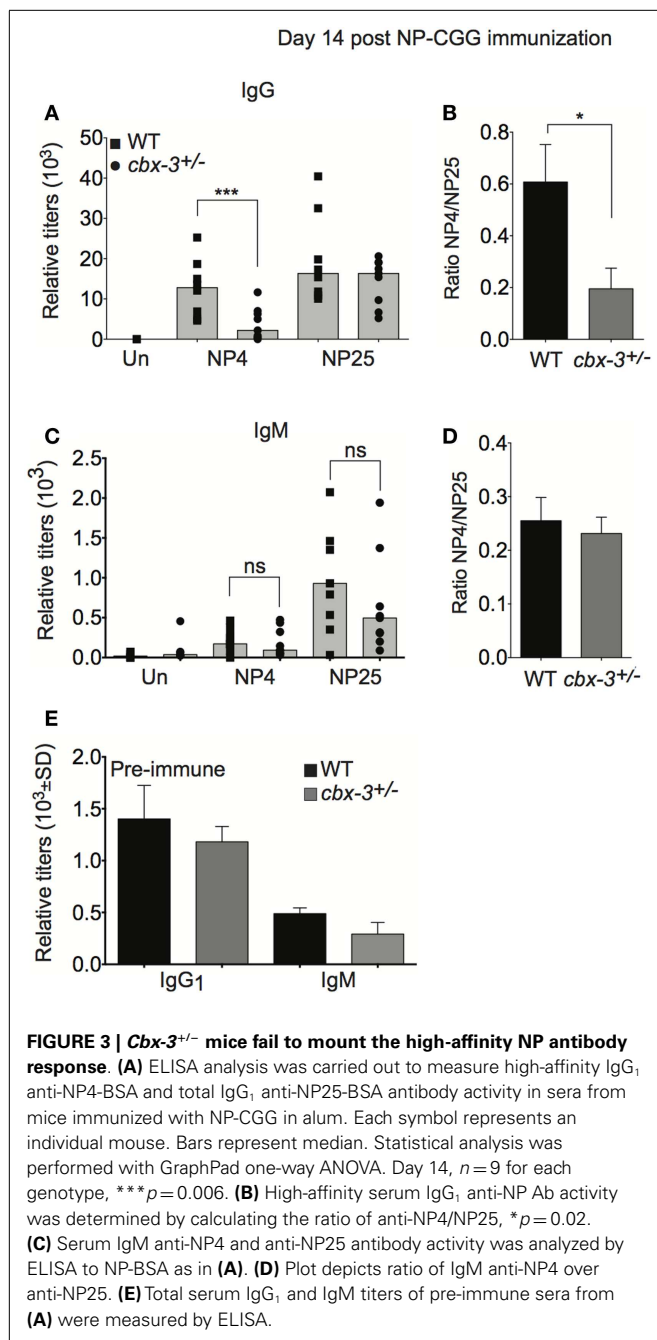 Day 14 post NP-CGG immunization
IgG
A
WT
cbx-3+/-
***
50
40
30
20
10
0
Relative titers (10³)
Un NP4 NP25
B
*
0.8
0.6
0.4
0.2
0.0
Ratio NP4/NP25
WT cbx-3+/-
C
IgM
ns
ns
2.5
2.0
1.5
1.0
0.5
0.0
Relative titers (10³)
Un NP4 NP25
D
0.4
0.3
0.2
0.1
0.0
Ratio NP4/NP25
WT cbx-3+/-
E
Pre-immune
WT
cbx-3+/-
2.0
1.5
1.0
0.5
0.0
Relative titers (10³±SD)
IgG₁ IgM
FIGURE 3 | Cbx-3+/− mice fail to mount the high-affinity NP antibody
response. (A) ELISA analysis was carried out to measure high-affinity IgG₁
anti-NP4-BSA and total IgG₁ anti-NP25-BSA antibody activity in sera from
mice immunized with NP-CGG in alum. Each symbol represents an
individual mouse. Bars represent median. Statistical analysis was
performed with GraphPad one-way ANOVA. Day 14, n = 9 for each
genotype, ***p = 0.006. (B) High-affinity serum IgG₁ anti-NP Ab activity
was determined by calculating the ratio of anti-NP4/NP25, *p = 0.02.
(C) Serum IgM anti-NP4 and anti-NP25 antibody activity was analyzed by
ELISA to NP-BSA as in (A). (D) Plot depicts ratio of IgM anti-NP4 over
anti-NP25. (E) Total serum IgG₁ and IgM titers of pre-immune sera from
(A) were measured by ELISA.